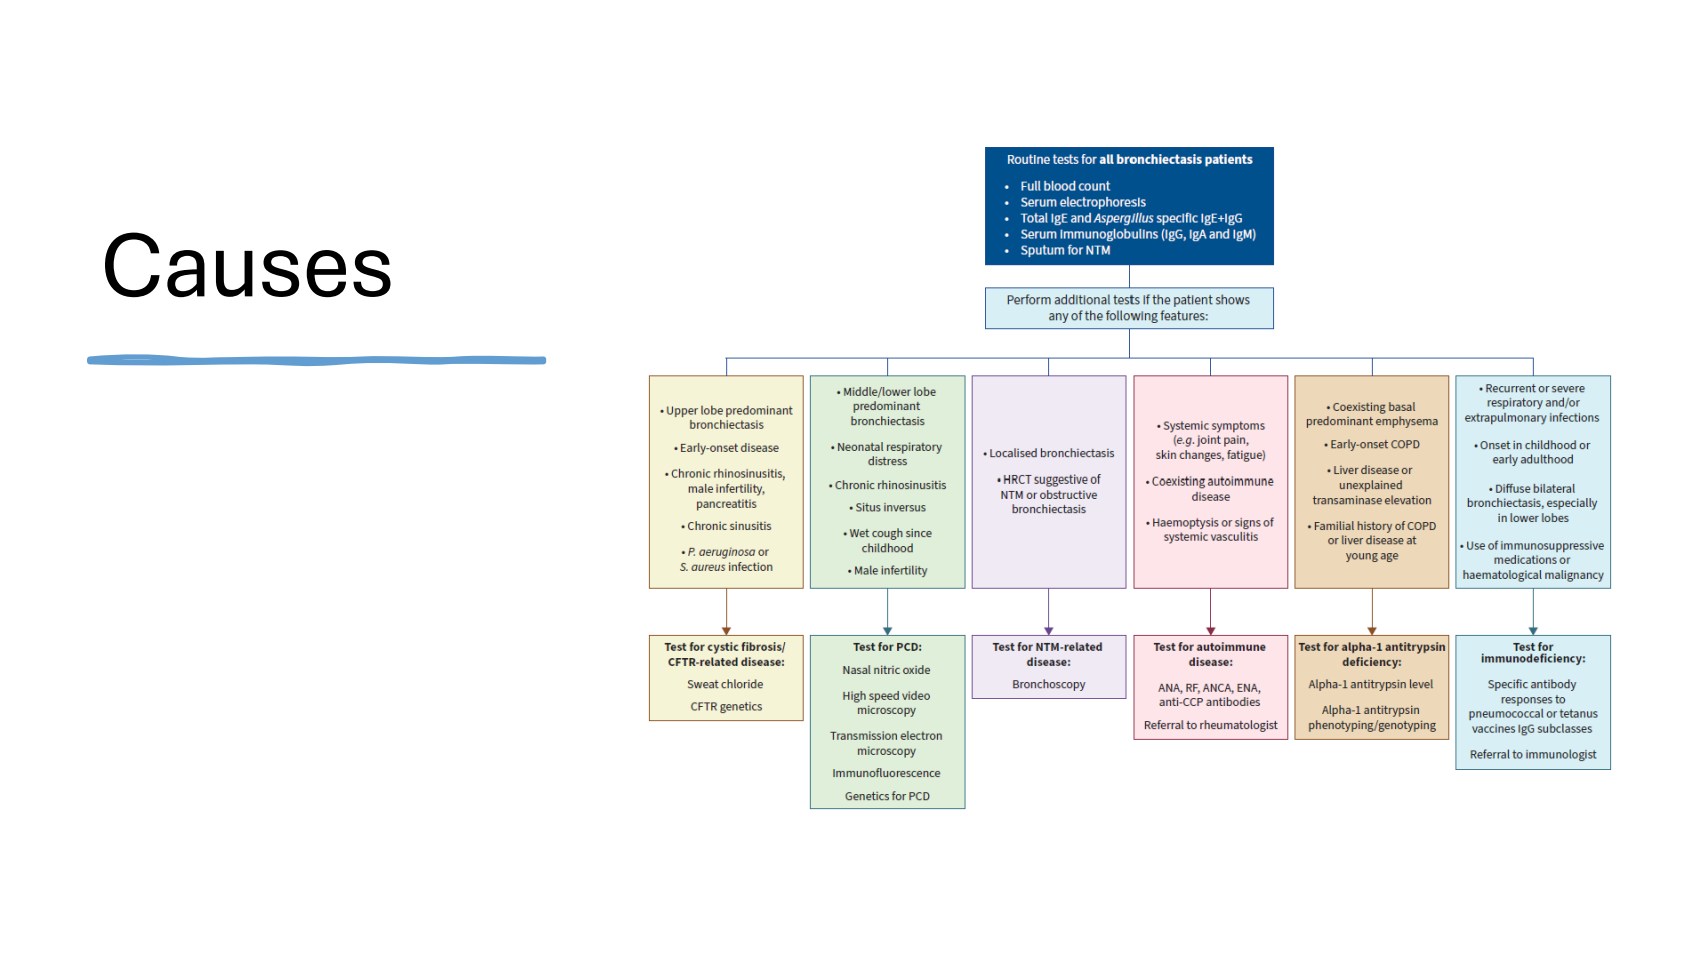 Causes
Routine tests for all bronchiectasis patients
• Full blood count
• Serum electrophoresis
• Total IgE and Aspergillus specific IgE+IgG
• Serum immunoglobulins (IgG, IgA and IgM)
• Sputum for NTM
Perform additional tests if the patient shows
any of the following features:
• Upper lobe predominant
bronchiectasis
• Early-onset disease
• Chronic rhinosinusitis,
male infertility,
pancreatitis
• Chronic sinusitis
• P. aeruginosa or
S. aureus infection
• Middle/lower lobe
predominant
bronchiectasis
• Neonatal respiratory
distress
• Chronic rhinosinusitis
• Situs inversus
• Wet cough since
childhood
• Male infertility
• Localised bronchiectasis
• HRCT suggestive of
NTM or obstructive
bronchiectasis
• Systemic symptoms
(e.g. joint pain,
skin changes, fatigue)
• Coexisting autoimmune
disease
• Haemoptysis or signs of
systemic vasculitis
• Coexisting basal
predominant emphysema
• Early-onset COPD
• Liver disease or
unexplained
transaminase elevation
• Familial history of COPD
or liver disease at
young age
• Recurrent or severe
respiratory and/or
extrapulmonary infections
• Onset in childhood or
early adulthood
• Diffuse bilateral
bronchiectasis, especially
in lower lobes
• Use of immunosuppressive
medications or
haematological malignancy
Test for cystic fibrosis/
CFTR-related disease:
Sweat chloride
CFTR genetics
Test for PCD:
Nasal nitric oxide
High speed video
microscopy
Transmission electron
microscopy
Immunofluorescence
Genetics for PCD
Test for NTM-related
disease:
Bronchoscopy
Test for autoimmune
disease:
ANA, RF, ANCA, ENA,
anti-CCP antibodies
Referral to rheumatologist
Test for alpha-1 antitrypsin
deficiency:
Alpha-1 antitrypsin level
Alpha-1 antitrypsin
phenotyping/genotyping
Test for
immunodeficiency:
Specific antibody
responses to
pneumococcal or tetanus
vaccines IgG subclasses
Referral to immunologist